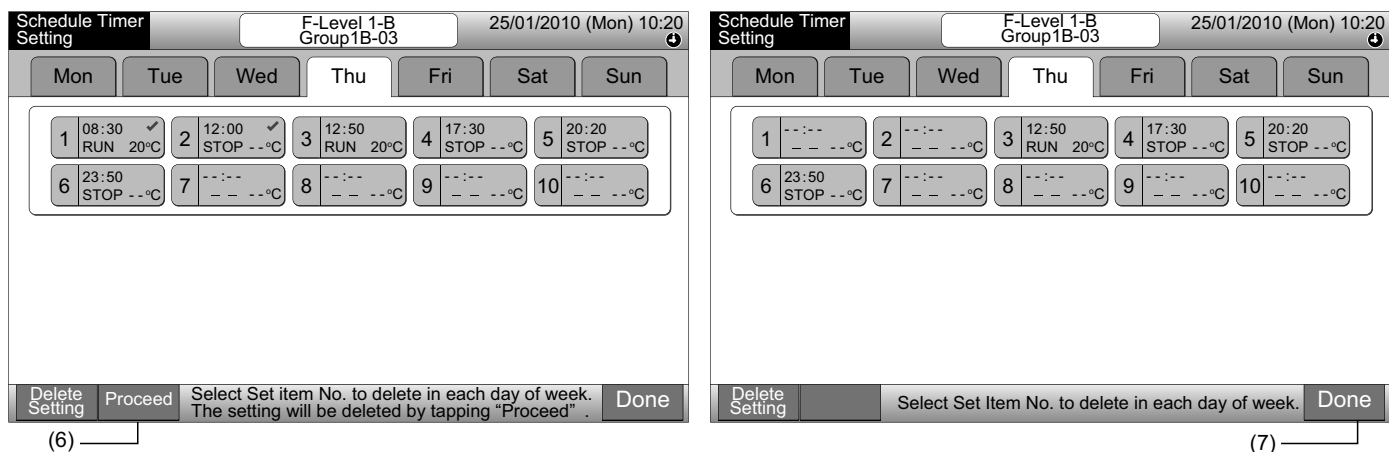 Schedule Timer
Setting
F-Level 1-B
Group1B-03
25/01/2010 (Mon) 10:20
Mon Tue Wed Thu Fri Sat Sun
1 08:30 ✓ RUN 20°C
2 12:00 ✓ STOP --°C
3 12:50 RUN 20°C
4 17:30 STOP --°C
5 20:20 STOP --°C
6 23:50 STOP --°C
7 --:-- – – --°C
8 --:-- – – --°C
9 --:-- – – --°C
10 --:-- – – --°C
Delete
Setting
Proceed
Select Set item No. to delete in each day of week.
The setting will be deleted by tapping “Proceed” .
Done
(6)
Schedule Timer
Setting
F-Level 1-B
Group1B-03
25/01/2010 (Mon) 10:20
Mon Tue Wed Thu Fri Sat Sun
1 --:-- – – --°C
2 --:-- – – --°C
3 12:50 RUN 20°C
4 17:30 STOP --°C
5 20:20 STOP --°C
6 23:50 STOP --°C
7 --:-- – – --°C
8 --:-- – – --°C
9 --:-- – – --°C
10 --:-- – – --°C
Delete
Setting
Select Set Item No. to delete in each day of week.
Done
(7)